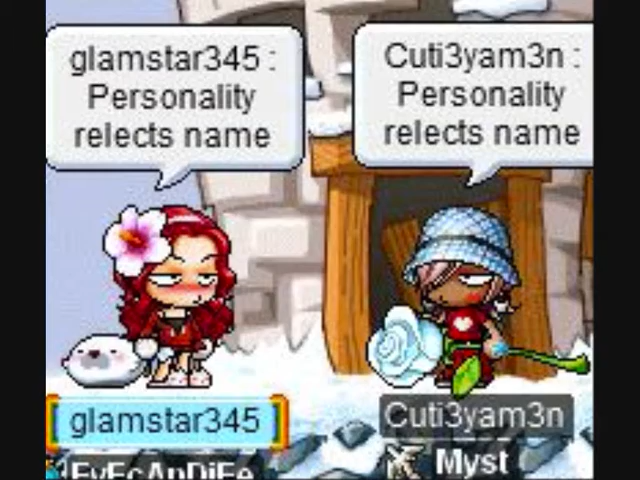 glamstar345 :
Personality
relects name
Cuti3yam3n :
Personality
relects name
glamstar345
Cuti3yam3n
Myst